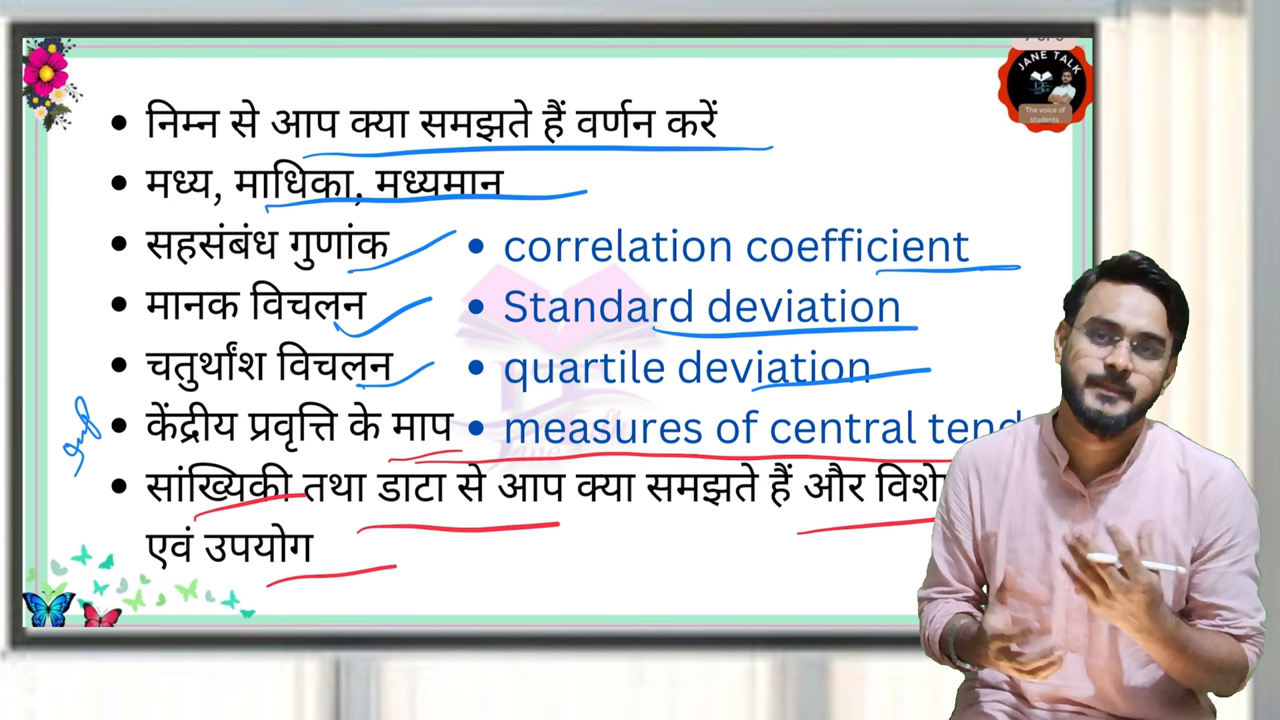 JANE TALK
The voice of
students
निम्न से आप क्या समझते हैं वर्णन करें
मध्य, माधिका, मध्यमान
सहसंबंध गुणांक
correlation coefficient
मानक विचलन
Standard deviation
चतुर्थांश विचलन
quartile deviation
केंद्रीय प्रवृत्ति के माप
measures of central
सांख्यिकी तथा डाटा से आप क्या समझते हैं और
एवं उपयोग